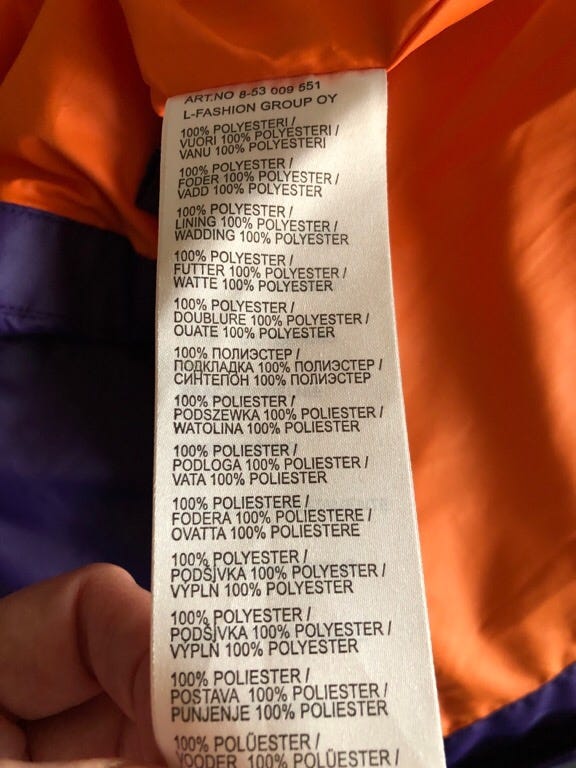 ART.NO 8-53 009 551
L-FASHION GROUP OY
100% POLYESTERI /
VUORI 100% POLYESTERI /
VANU 100% POLYESTERI
100% POLYESTER /
FODER 100% POLYESTER /
VADD 100% POLYESTER
100% POLYESTER /
LINING 100% POLYESTER /
WADDING 100% POLYESTER
100% POLYESTER /
FUTTER 100% POLYESTER /
WATTE 100% POLYESTER
100% POLYESTER /
DOUBLURE 100% POLYESTER /
OUATE 100% POLYESTER
100% ПОЛИЭСТЕР /
ПОДКЛАДКА 100% ПОЛИЭСТЕР /
СИНТЕПОН 100% ПОЛИЭСТЕР
100% POLIESTER /
PODSZEWKA 100% POLIESTER /
WATOLINA 100% POLIESTER
100% POLIESTER /
PODLOGA 100% POLIESTER /
VATA 100% POLIESTER
100% POLIESTERE /
FODERA 100% POLIESTERE /
OVATTA 100% POLIESTERE
100% POLYESTER /
PODŠÍVKA 100% POLYESTER /
VÝPLŇ 100% POLYESTER
100% POLYESTER /
PODŠÍVKA 100% POLYESTER /
VÝPLŇ 100% POLYESTER
100% POLIESTER /
POSTAVA 100% POLIESTER /
PUNJENJE 100% POLIESTER
100% POLÜESTER /
VOODER 100% POLÜESTER /